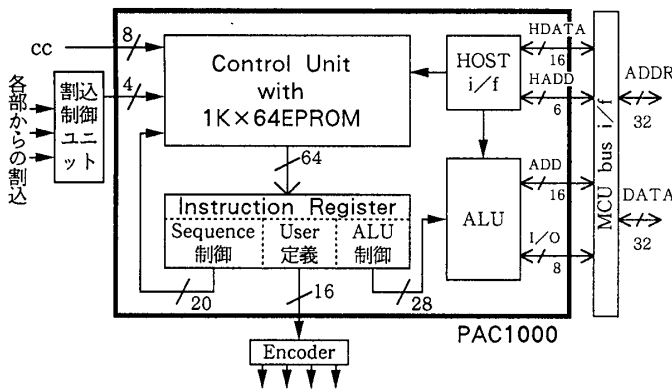 CC
8
4
各部からの割込
割込
制御
ユニ
ット
Control Unit
with
1K×64EPROM
64
HOST
i/f
HDATA
16
HADD
6
ADD
16
I/O
8
ALU
MCU bus i/f
ADDR
32
DATA
32
Instruction Register
Sequence
制御
User
定義
ALU
制御
20
16
28
PAC1000
Encoder